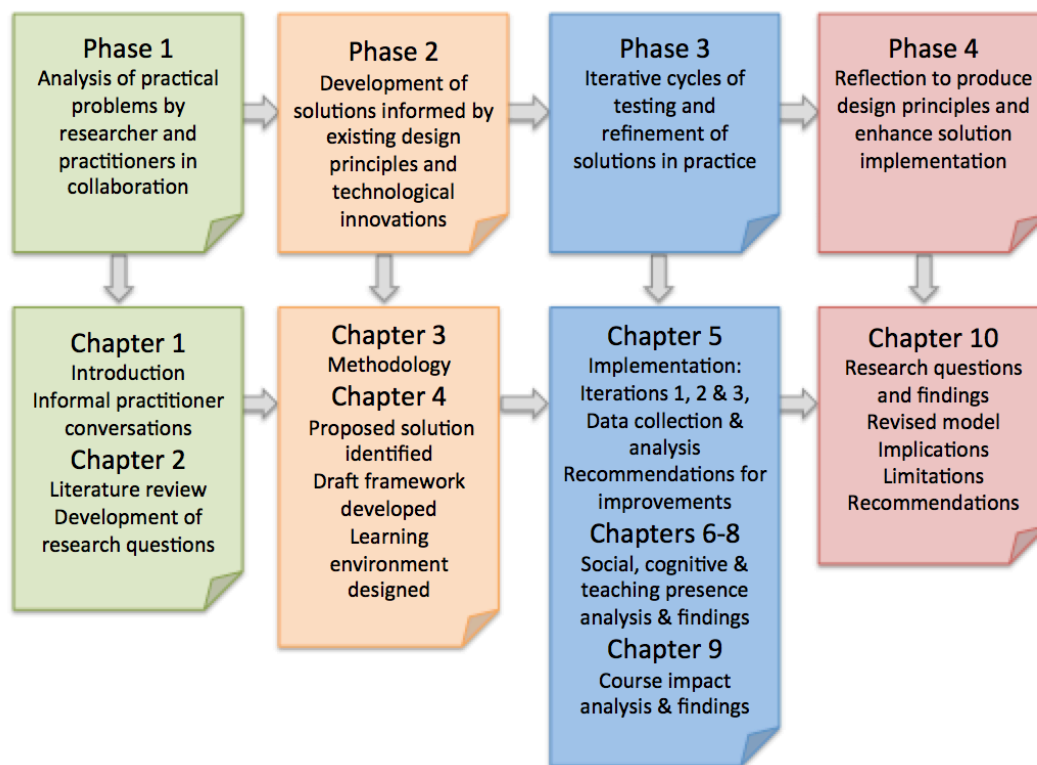 Phase 1
Analysis of practical
problems by
researcher and
practitioners in
collaboration
Phase 2
Development of
solutions informed by
existing design
principles and
technological
innovations
Phase 3
Iterative cycles of
testing and
refinement of
solutions in practice
Phase 4
Reflection to produce
design principles and
enhance solution
implementation
Chapter 1
Introduction
Informal practitioner
conversations
Chapter 2
Literature review
Development of
research questions
Chapter 3
Methodology
Chapter 4
Proposed solution
identified
Draft framework
developed
Learning
environment
designed
Chapter 5
Implementation:
Iterations 1, 2 & 3,
Data collection &
analysis
Recommendations for
improvements
Chapters 6-8
Social, cognitive &
teaching presence
analysis & findings
Chapter 9
Course impact
analysis & findings
Chapter 10
Research questions
and findings
Revised model
Implications
Limitations
Recommendations